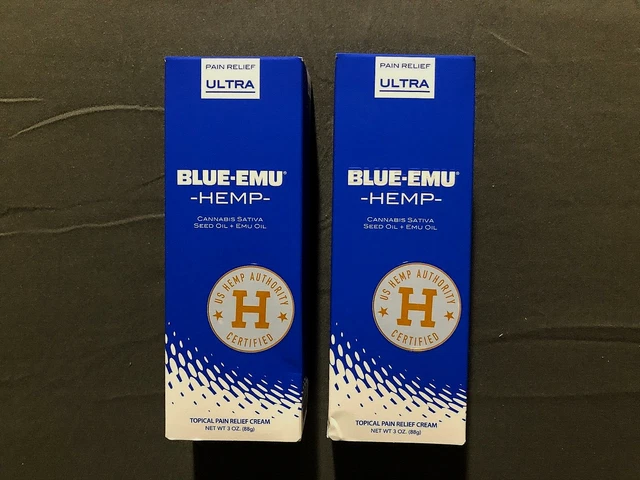 PAIN RELIEF
ULTRA
BLUE-EMU®
-HEMP-
CANNABIS SATIVA
SEED OIL + EMU OIL
US HEMP AUTHORITY
H
CERTIFIED
TOPICAL PAIN RELIEF CREAM
NET WT 3 OZ. (88g)
PAIN RELIEF
ULTRA
BLUE-EMU®
-HEMP-
CANNABIS SATIVA
SEED OIL + EMU OIL
US HEMP AUTHORITY
H
CERTIFIED
TOPICAL PAIN RELIEF CREAM
NET WT 3 OZ. (88g)